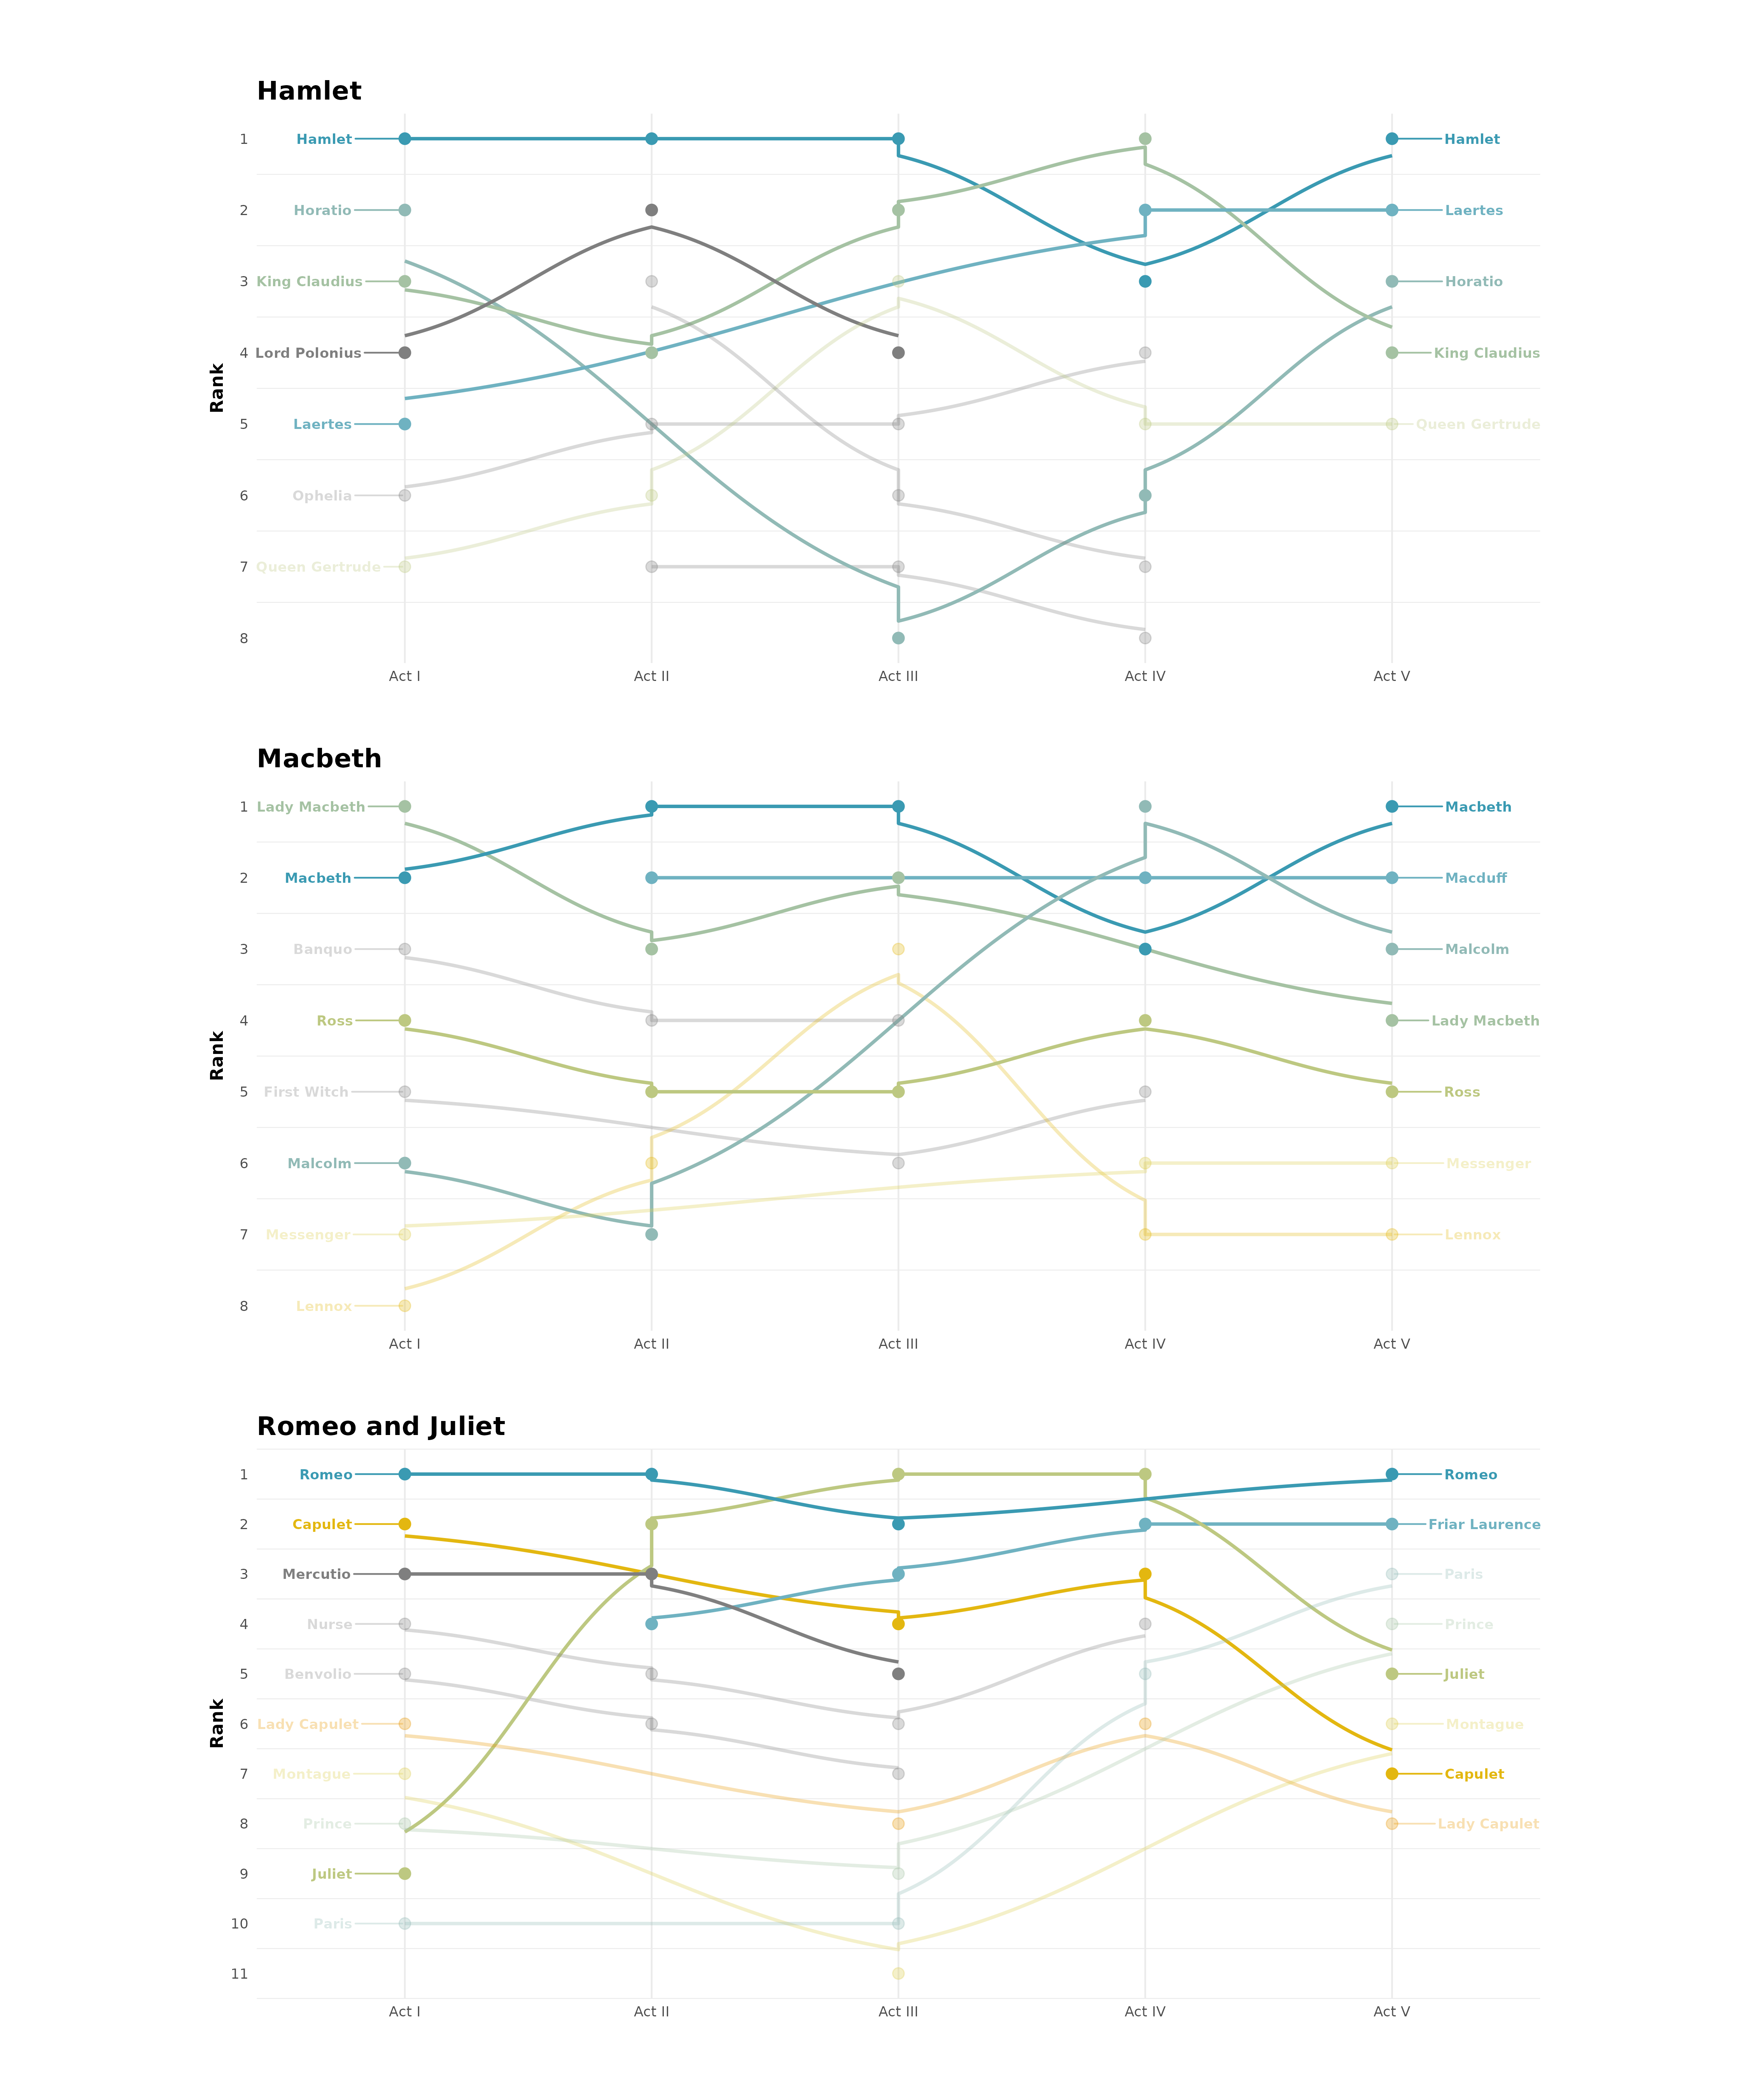 Hamlet
1 Hamlet Hamlet
2 Horatio Laertes
3 King Claudius Horatio
4 Lord Polonius King Claudius
Rank
5 Laertes Queen Gertrude
6 Ophelia
7 Queen Gertrude
8
Act I Act II Act III Act IV Act V
Macbeth
1 Lady Macbeth Macbeth
2 Macbeth Macduff
3 Banquo Malcolm
4 Ross Lady Macbeth
Rank
5 First Witch Ross
6 Malcolm Messenger
7 Messenger Lennox
8 Lennox
Act I Act II Act III Act IV Act V
Romeo and Juliet
1 Romeo Romeo
2 Capulet Friar Laurence
3 Mercutio Paris
4 Nurse Prince
5 Benvolio Juliet
Rank
6 Lady Capulet Montague
7 Montague Capulet
8 Prince Lady Capulet
9 Juliet
10 Paris
11
Act I Act II Act III Act IV Act V